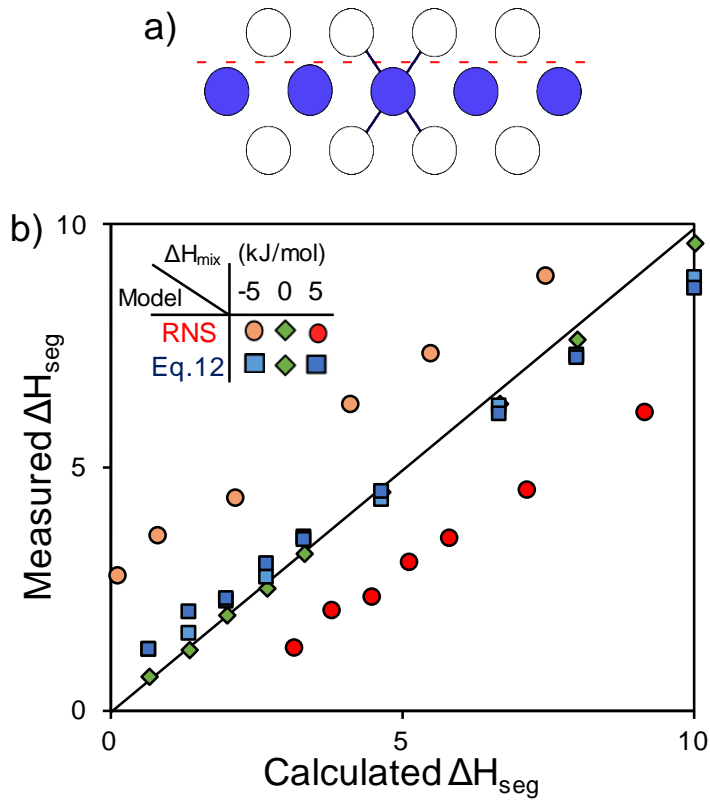 a)
b)
10
ΔHmix (kJ/mol)
Model -5 0 5
RNS
Eq.12
Measured ΔHseg
5
0
0 5 10
Calculated ΔHseg